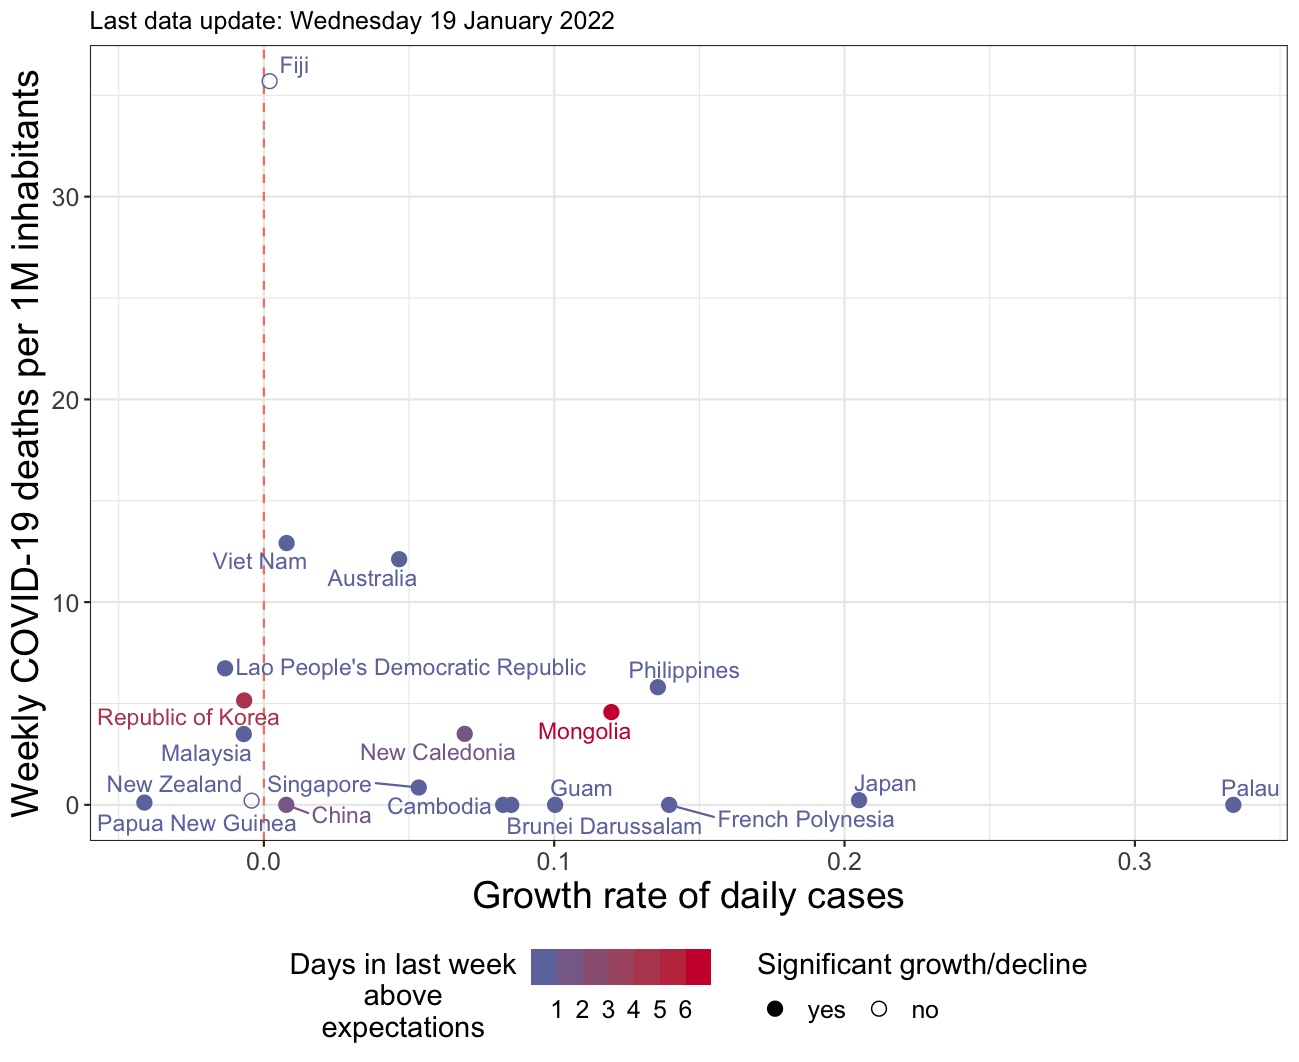 Last data update: Wednesday 19 January 2022
Weekly COVID-19 deaths per 1M inhabitants
30
20
10
0
Fiji
Viet Nam
Australia
Lao People's Democratic Republic
Philippines
Republic of Korea
Mongolia
Malaysia
New Caledonia
New Zealand
Singapore
Guam
Japan
Palau
Cambodia
China
Papua New Guinea
Brunei Darussalam
French Polynesia
0.0 0.1 0.2 0.3
Growth rate of daily cases
Days in last week
above
expectations
1 2 3 4 5 6
Significant growth/decline
yes no